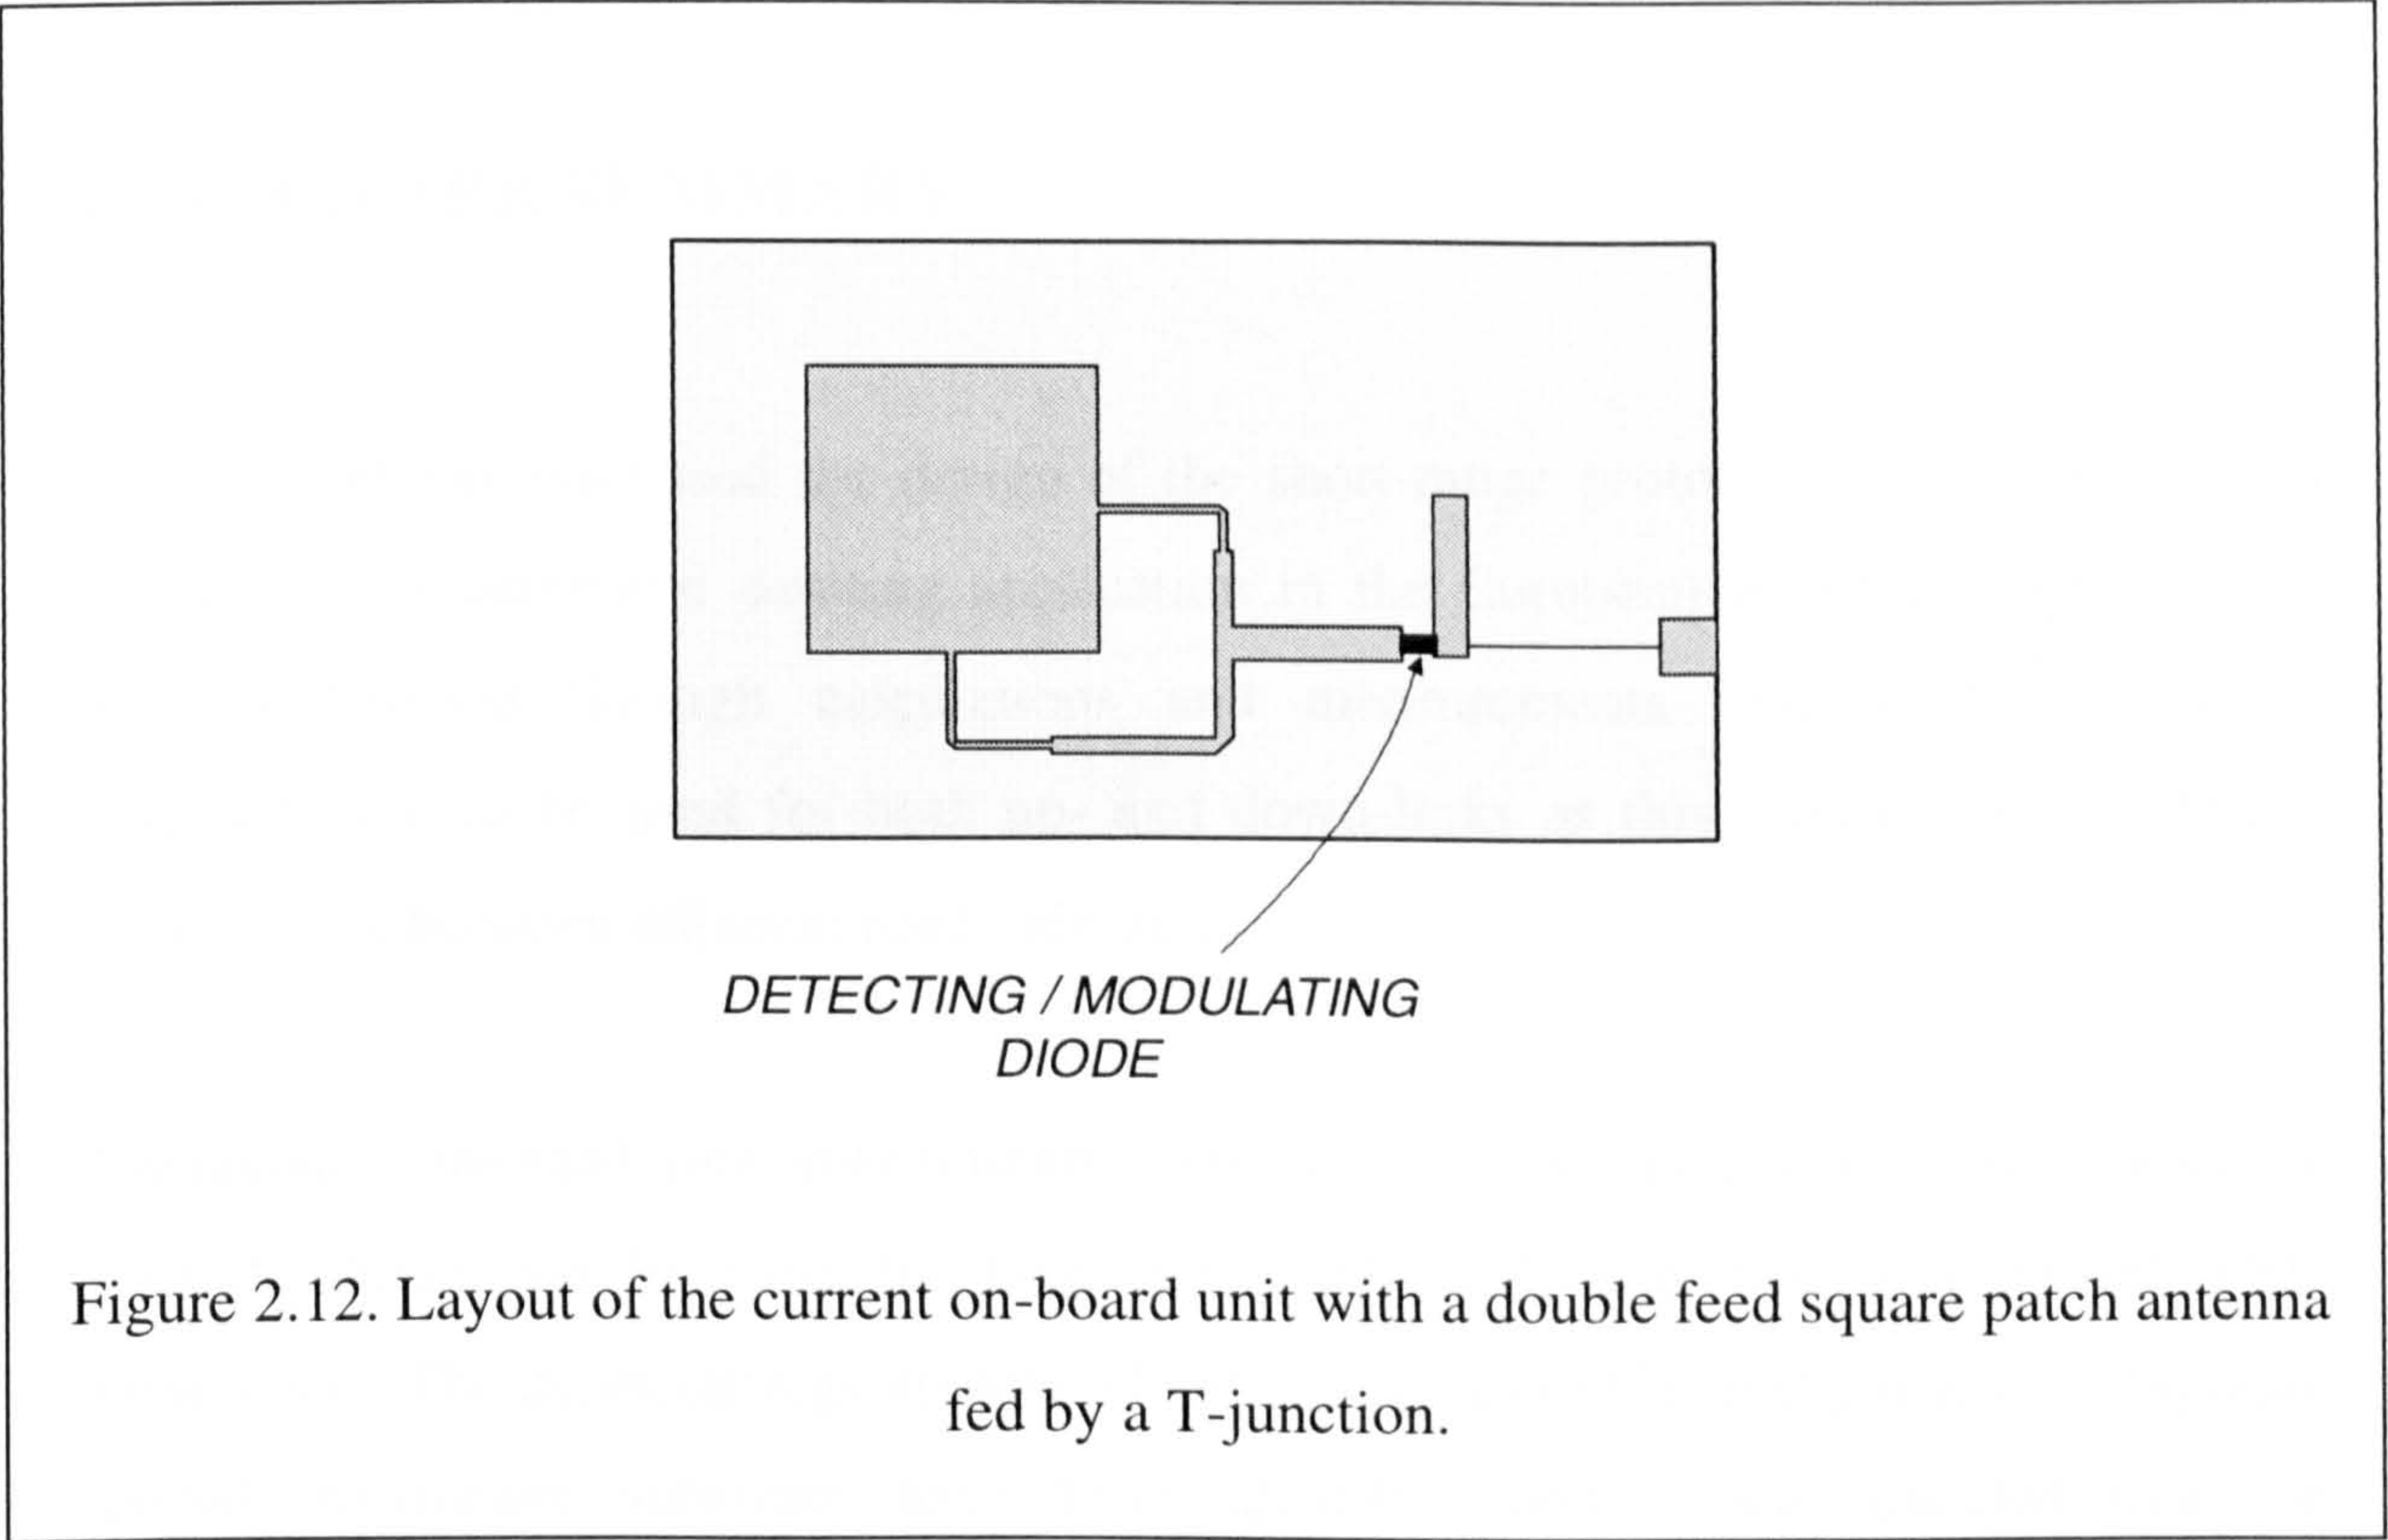 DETECTING / MODULATING
DIODE
Figure 2.12. Layout of the current on-board unit with a double feed square patch antenna
fed by a T-junction.